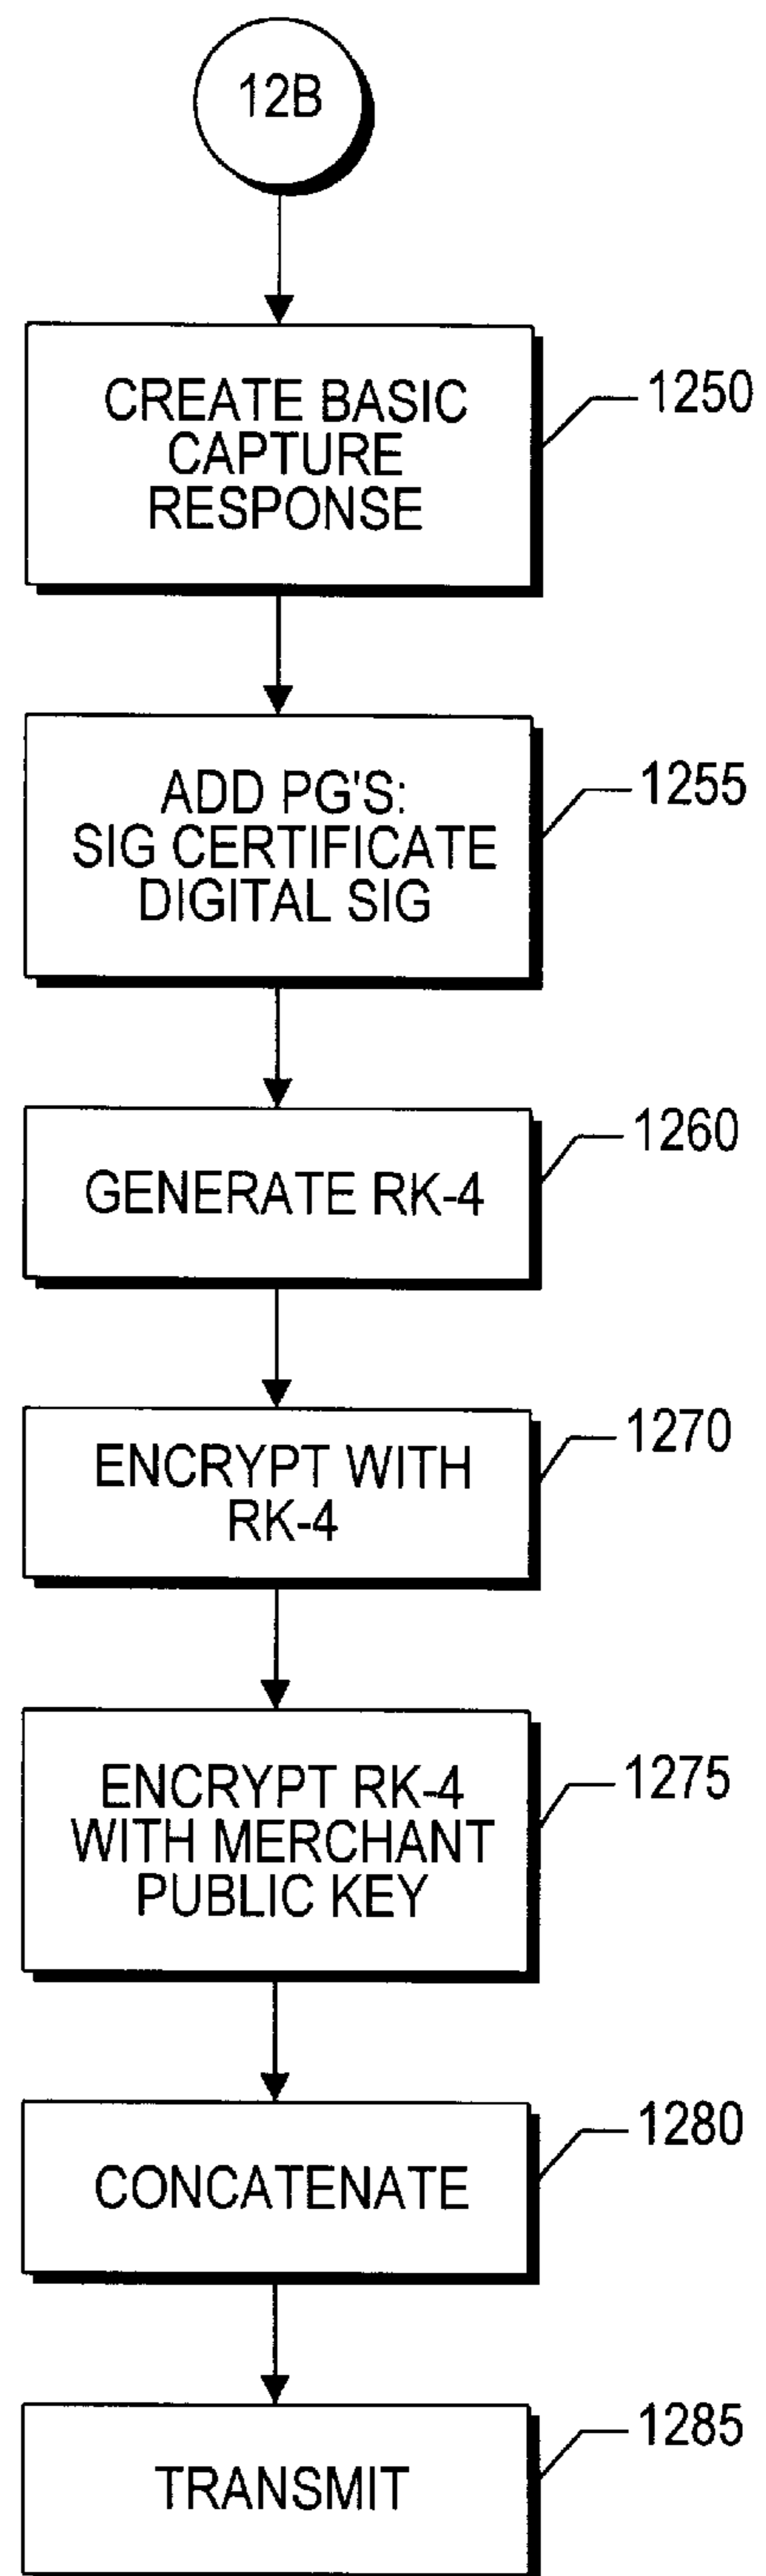 12B
CREATE BASIC
CAPTURE
RESPONSE
1250
ADD PG'S:
SIG CERTIFICATE
DIGITAL SIG
1255
GENERATE RK-4
1260
ENCRYPT WITH
RK-4
1270
ENCRYPT RK-4
WITH MERCHANT
PUBLIC KEY
1275
CONCATENATE
1280
TRANSMIT
1285